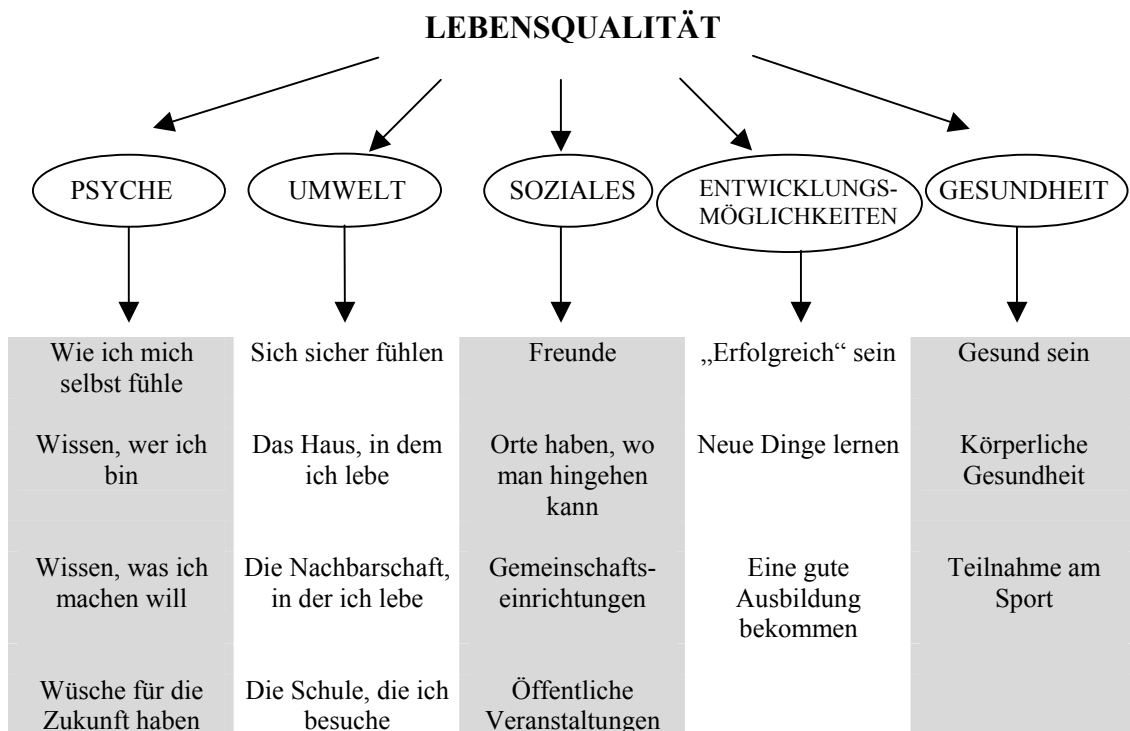 LEBENSQUALITÄT
PSYCHE
UMWELT
SOZIALES
ENTWICKLUNGS-
MÖGLICHKEITEN
GESUNDHEIT
Wie ich mich
selbst fühle
Sich sicher fühlen
Freunde
„Erfolgreich“ sein
Gesund sein
Wissen, wer ich
bin
Das Haus, in dem
ich lebe
Orte haben, wo
man hingehen
kann
Neue Dinge lernen
Körperliche
Gesundheit
Wissen, was ich
machen will
Die Nachbarschaft,
in der ich lebe
Gemeinschafts-
einrichtungen
Eine gute
Ausbildung
bekommen
Teilnahme am
Sport
Wüsche für die
Zukunft haben
Die Schule, die ich
besuche
Öffentliche
Veranstaltungen